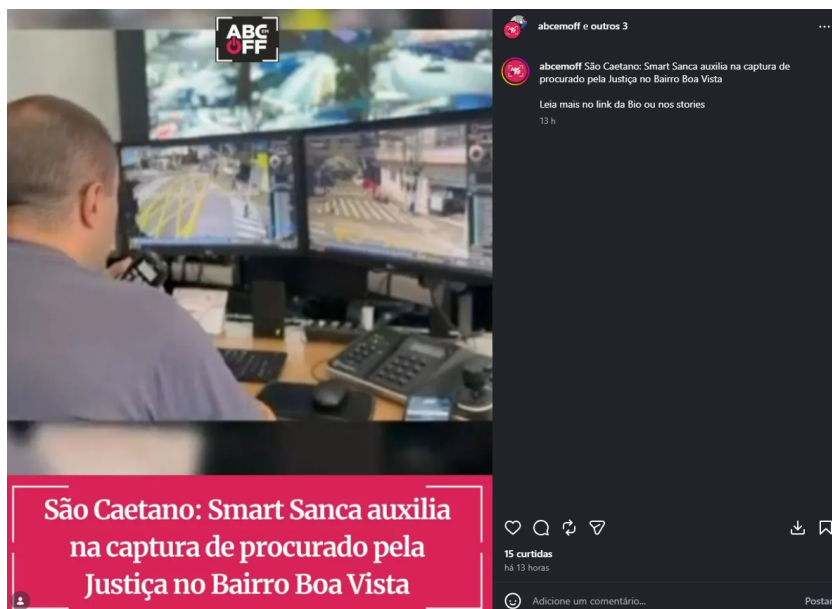 ABC
EM
OFF
São Caetano: Smart Sanca auxilia
na captura de procurado pela
Justiça no Bairro Boa Vista
abcemoff e outros 3
abcemoff São Caetano: Smart Sanca auxilia na captura de
procurado pela Justiça no Bairro Boa Vista
Leia mais no link da Bio ou nos stories
13 h
15 curtidas
há 13 horas
Adicione um comentário...
Postar